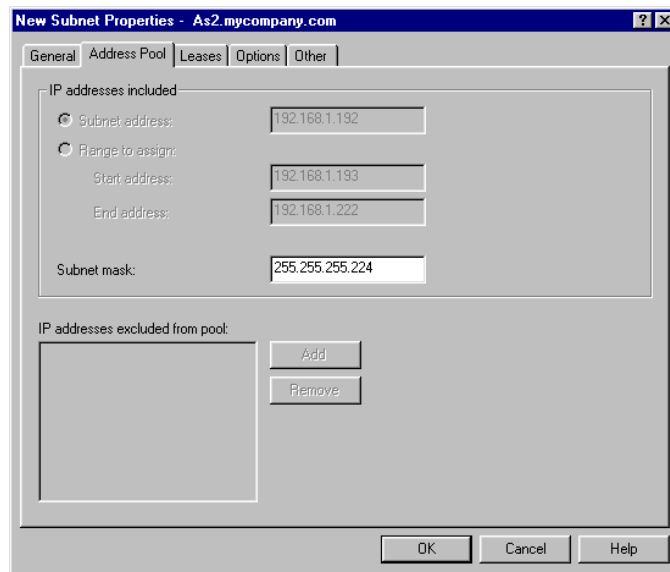 New Subnet Properties - As2.mycompany.com
General Address Pool Leases Options Other
IP addresses included
Subnet address: 192.168.1.192
Range to assign:
Start address: 192.168.1.193
End address: 192.168.1.222
Subnet mask: 255.255.255.224
IP addresses excluded from pool:
Add
Remove
OK Cancel Help